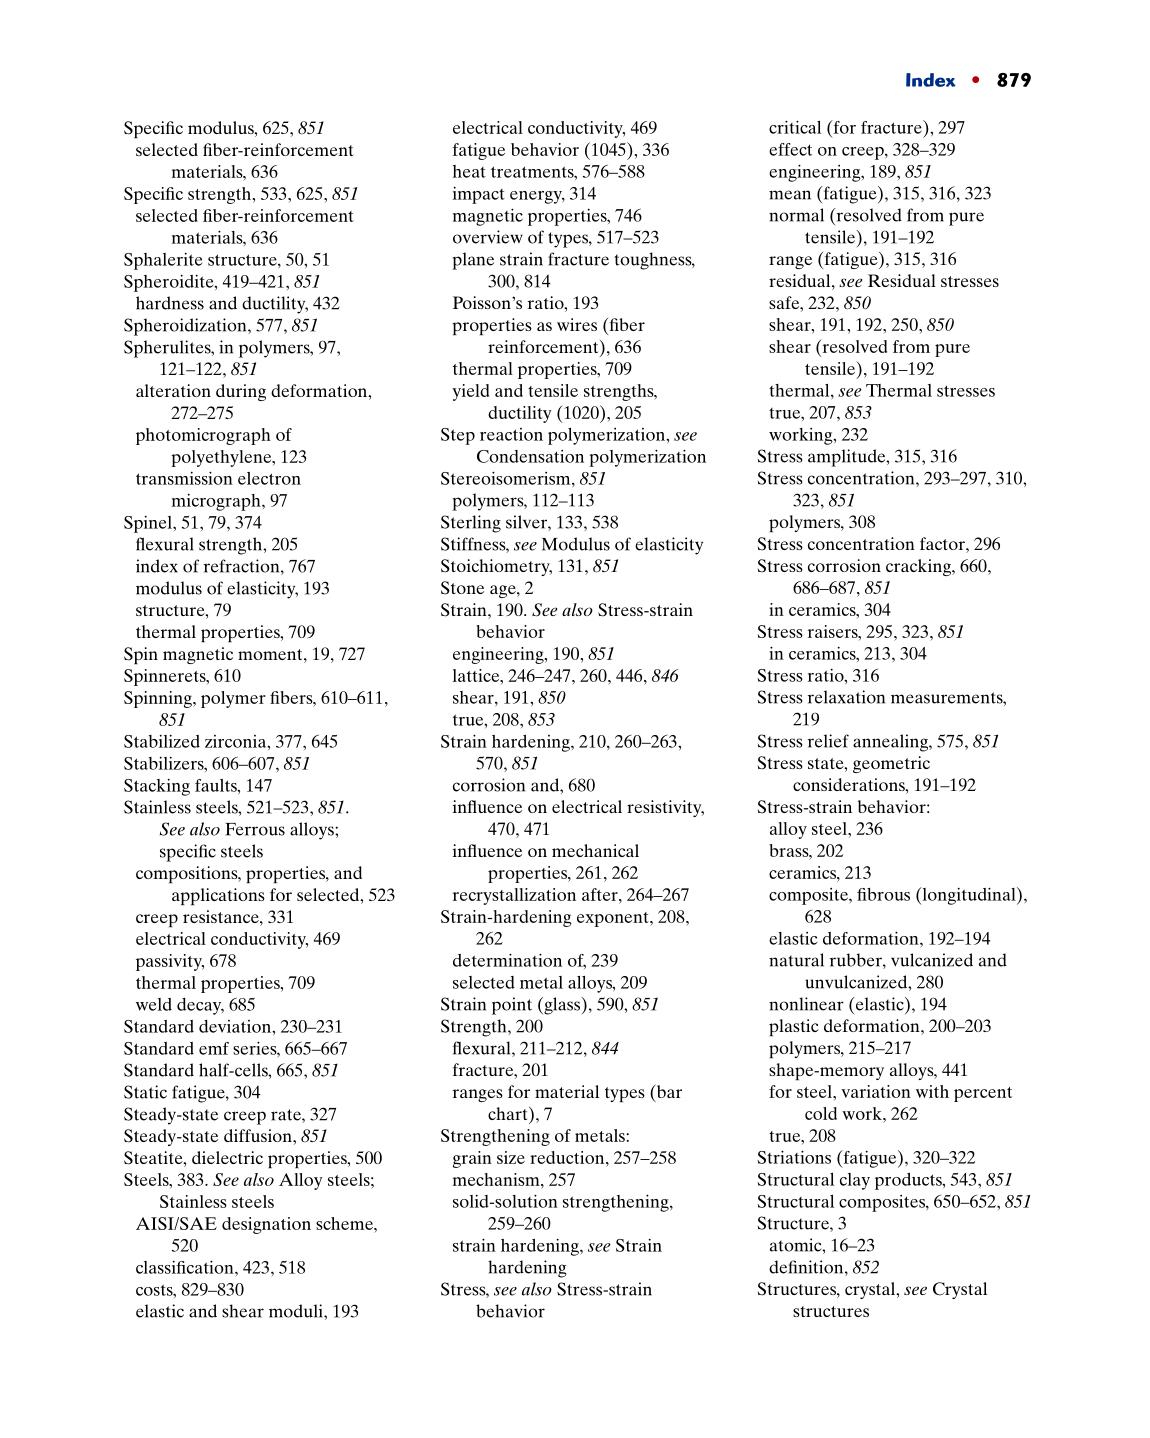 Index • 879
Specific modulus, 625, 851
selected fiber-reinforcement
materials, 636
Specific strength, 533, 625, 851
selected fiber-reinforcement
materials, 636
Sphalerite structure, 50, 51
Spheroidite, 419–421, 851
hardness and ductility, 432
Spheroidization, 577, 851
Spherulites, in polymers, 97,
121–122, 851
alteration during deformation,
272–275
photomicrograph of
polyethylene, 123
transmission electron
micrograph, 97
Spinel, 51, 79, 374
flexural strength, 205
index of refraction, 767
modulus of elasticity, 193
structure, 79
thermal properties, 709
Spin magnetic moment, 19, 727
Spinnerets, 610
Spinning, polymer fibers, 610–611,
851
Stabilized zirconia, 377, 645
Stabilizers, 606–607, 851
Stacking faults, 147
Stainless steels, 521–523, 851.
See also Ferrous alloys;
specific steels
compositions, properties, and
applications for selected, 523
creep resistance, 331
electrical conductivity, 469
passivity, 678
thermal properties, 709
weld decay, 685
Standard deviation, 230–231
Standard emf series, 665–667
Standard half-cells, 665, 851
Static fatigue, 304
Steady-state creep rate, 327
Steady-state diffusion, 851
Steatite, dielectric properties, 500
Steels, 383. See also Alloy steels;
Stainless steels
AISI/SAE designation scheme,
520
classification, 423, 518
costs, 829–830
elastic and shear moduli, 193
electrical conductivity, 469
fatigue behavior (1045), 336
heat treatments, 576–588
impact energy, 314
magnetic properties, 746
overview of types, 517–523
plane strain fracture toughness,
300, 814
Poisson's ratio, 193
properties as wires (fiber
reinforcement), 636
thermal properties, 709
yield and tensile strengths,
ductility (1020), 205
Step reaction polymerization, see
Condensation polymerization
Stereoisomerism, 851
polymers, 112–113
Sterling silver, 133, 538
Stiffness, see Modulus of elasticity
Stoichiometry, 131, 851
Stone age, 2
Strain, 190. See also Stress-strain
behavior
engineering, 190, 851
lattice, 246–247, 260, 446, 846
shear, 191, 850
true, 208, 853
Strain hardening, 210, 260–263,
570, 851
corrosion and, 680
influence on electrical resistivity,
470, 471
influence on mechanical
properties, 261, 262
recrystallization after, 264–267
Strain-hardening exponent, 208,
262
determination of, 239
selected metal alloys, 209
Strain point (glass), 590, 851
Strength, 200
flexural, 211–212, 844
fracture, 201
ranges for material types (bar
chart), 7
Strengthening of metals:
grain size reduction, 257–258
mechanism, 257
solid-solution strengthening,
259–260
strain hardening, see Strain
hardening
Stress, see also Stress-strain
behavior
critical (for fracture), 297
effect on creep, 328–329
engineering, 189, 851
mean (fatigue), 315, 316, 323
normal (resolved from pure
tensile), 191–192
range (fatigue), 315, 316
residual, see Residual stresses
safe, 232, 850
shear, 191, 192, 250, 850
shear (resolved from pure
tensile), 191–192
thermal, see Thermal stresses
true, 207, 853
working, 232
Stress amplitude, 315, 316
Stress concentration, 293–297, 310,
323, 851
polymers, 308
Stress concentration factor, 296
Stress corrosion cracking, 660,
686–687, 851
in ceramics, 304
Stress raisers, 295, 323, 851
in ceramics, 213, 304
Stress ratio, 316
Stress relaxation measurements,
219
Stress relief annealing, 575, 851
Stress state, geometric
considerations, 191–192
Stress-strain behavior:
alloy steel, 236
brass, 202
ceramics, 213
composite, fibrous (longitudinal),
628
elastic deformation, 192–194
natural rubber, vulcanized and
unvulcanized, 280
nonlinear (elastic), 194
plastic deformation, 200–203
polymers, 215–217
shape-memory alloys, 441
for steel, variation with percent
cold work, 262
true, 208
Striations (fatigue), 320–322
Structural clay products, 543, 851
Structural composites, 650–652, 851
Structure, 3
atomic, 16–23
definition, 852
Structures, crystal, see Crystal
structures